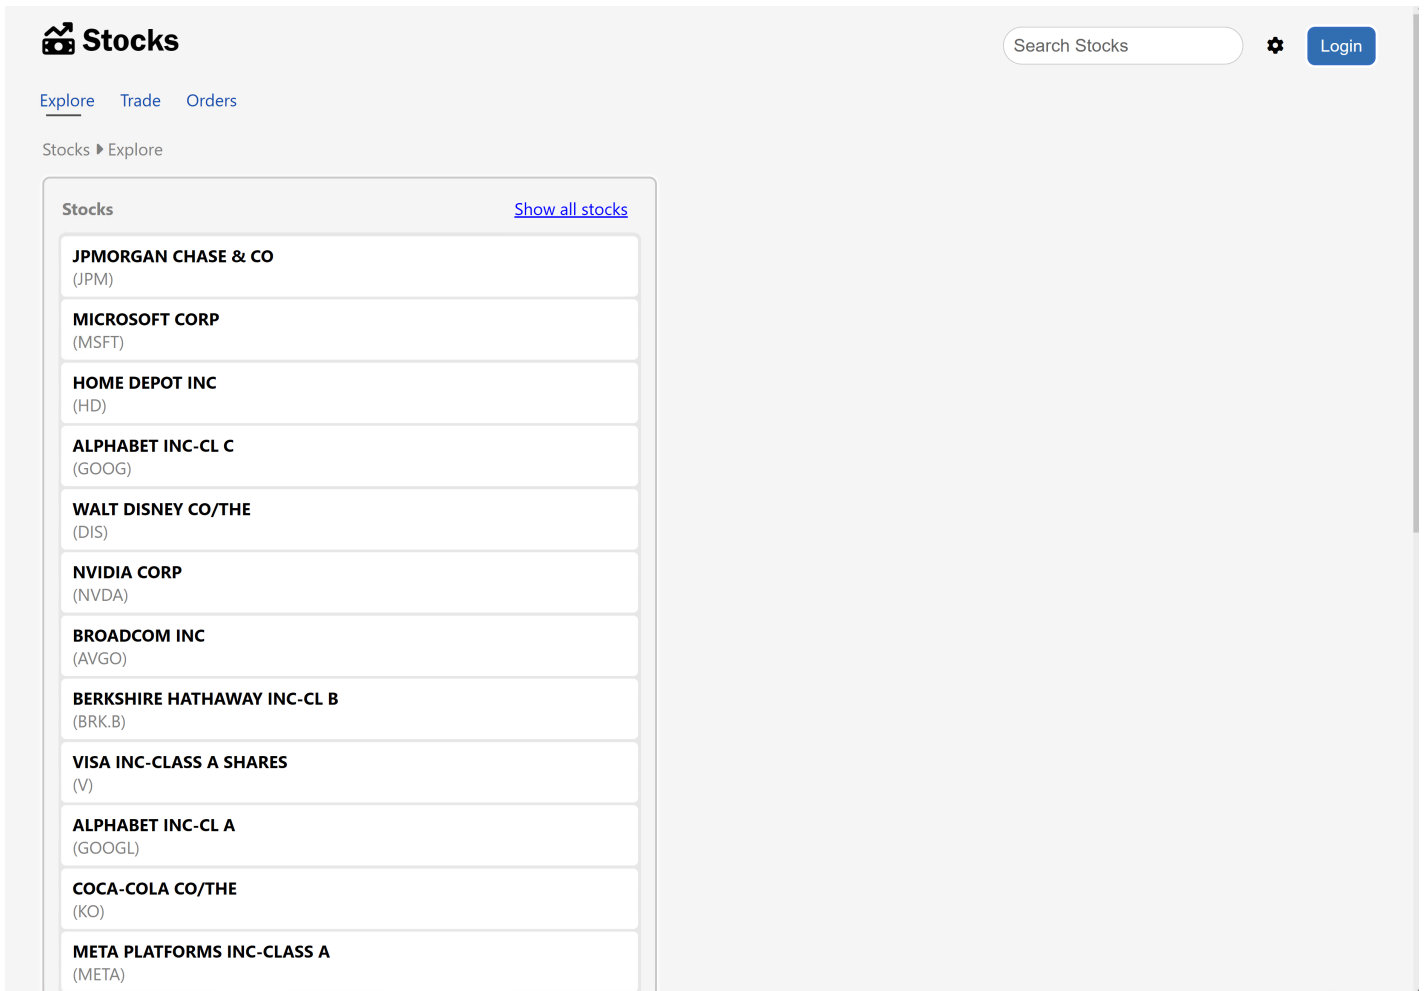 Stocks
Search Stocks
Login
Explore Trade Orders
Stocks Explore
Stocks Show all stocks
JPMORGAN CHASE & CO
(JPM)
MICROSOFT CORP
(MSFT)
HOME DEPOT INC
(HD)
ALPHABET INC-CL C
(GOOG)
WALT DISNEY CO/THE
(DIS)
NVIDIA CORP
(NVDA)
BROADCOM INC
(AVGO)
BERKSHIRE HATHAWAY INC-CL B
(BRK.B)
VISA INC-CLASS A SHARES
(V)
ALPHABET INC-CL A
(GOOGL)
COCA-COLA CO/THE
(KO)
META PLATFORMS INC-CLASS A
(META)